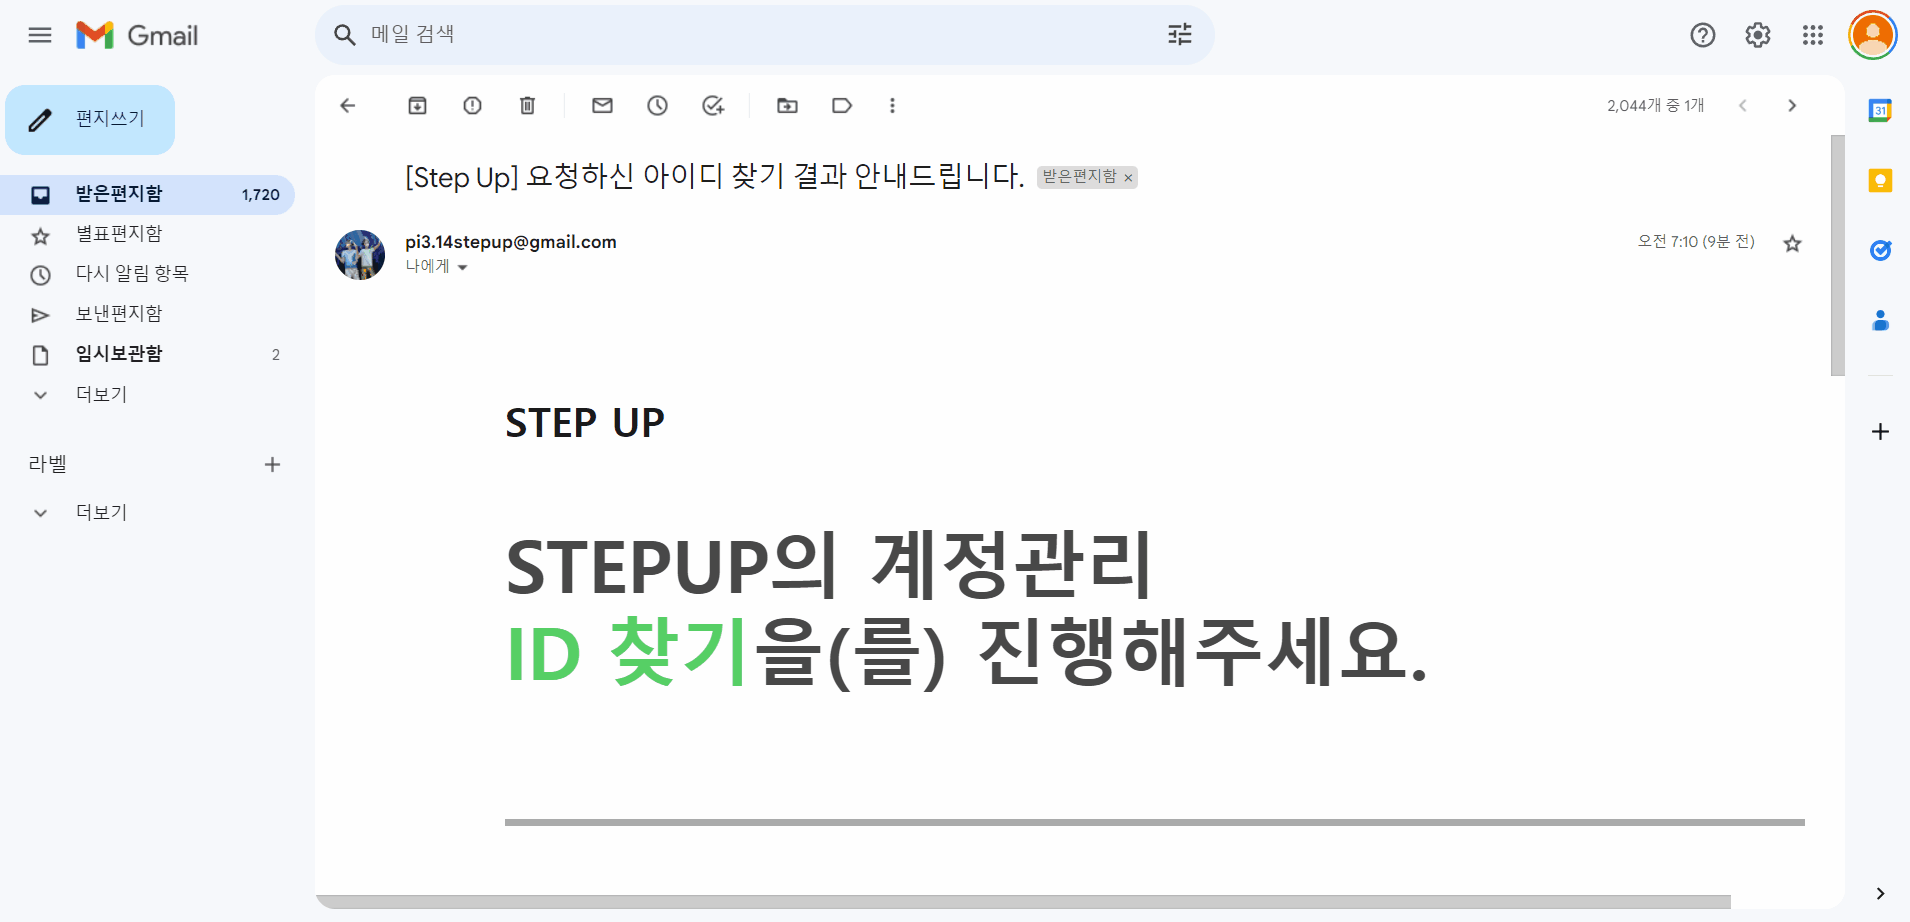 Gmail
메일 검색
편지쓰기
받은편지함 1,720
별표편지함
다시 알림 항목
보낸편지함
임시보관함 2
더보기
라벨
더보기
2,044개 중 1개
[Step Up] 요청하신 아이디 찾기 결과 안내드립니다. 받은편지함 ×
pi3.14stepup@gmail.com
오전 7:10 (9분 전)
나에게
STEP UP
STEPUP의 계정관리
ID 찾기을(를) 진행해주세요.
31